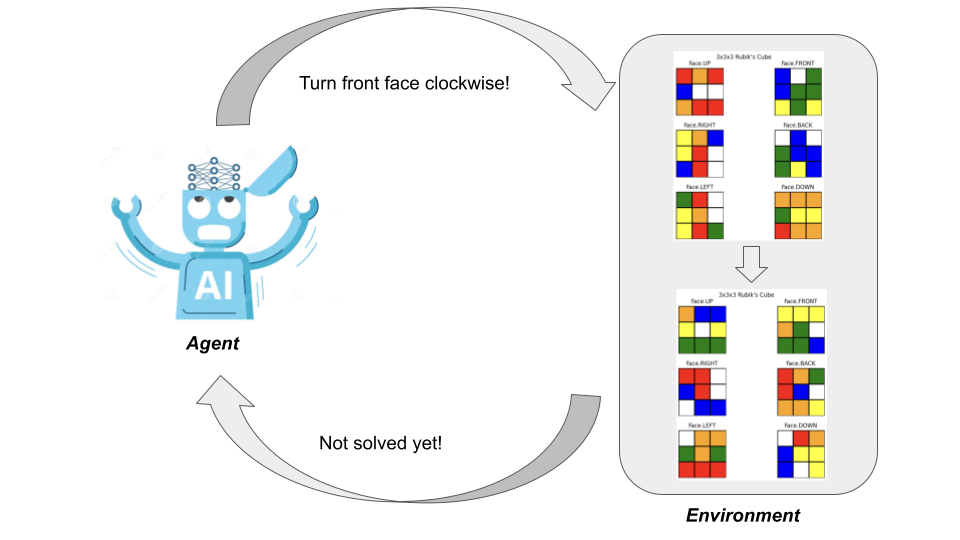 Turn front face clockwise!
3x3x3 Rubik's Cube
Face.UP
Face.FRONT
Face.RIGHT
Face.BACK
Face.LEFT
Face.DOWN
AI
Agent
3x3x3 Rubik's Cube
Face.UP
Face.FRONT
Face.RIGHT
Face.BACK
Face.LEFT
Face.DOWN
Not solved yet!
Environment